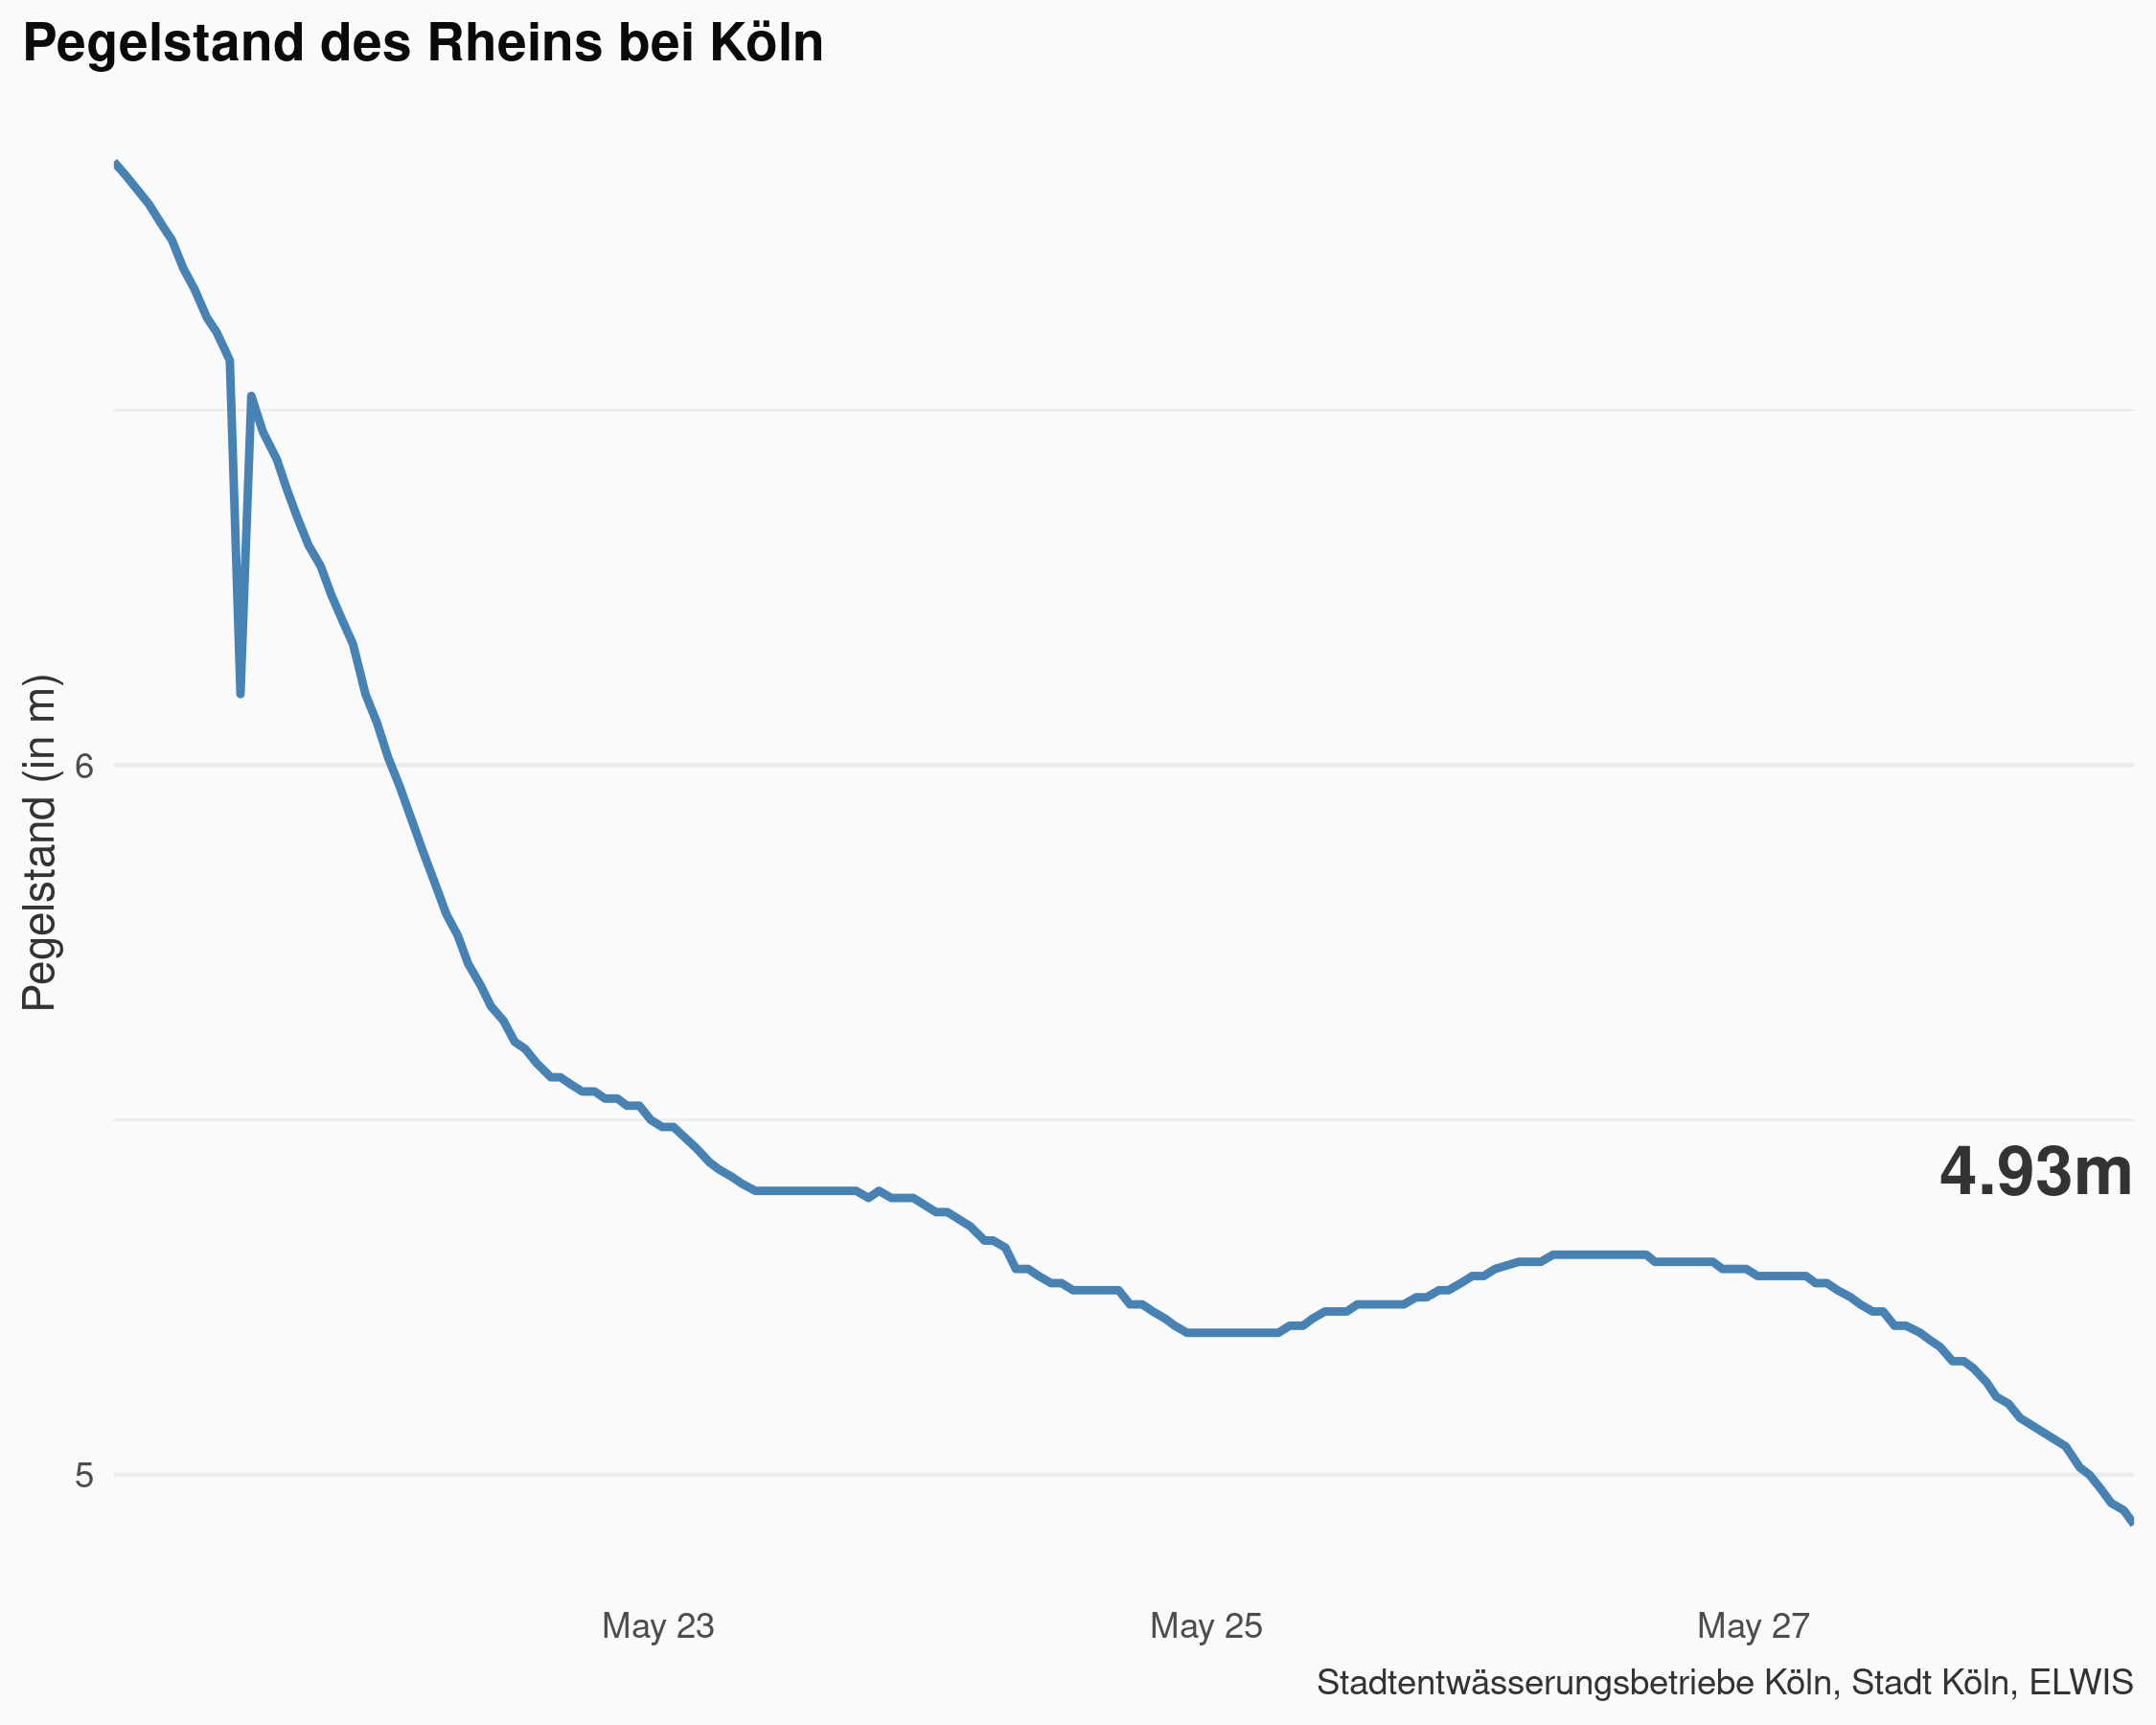 Pegelstand des Rheins bei Köln
Pegelstand (in m)
6
5
4.93m
May 23
May 25
May 27
Stadtentwässerungsbetriebe Köln, Stadt Köln, ELWIS